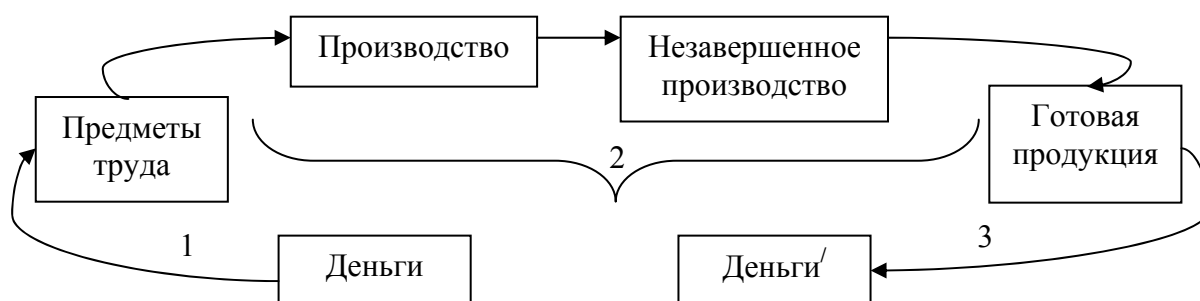 Производство
Незавершенное
производство
Предметы
труда
Готовая
продукция
2
1
3
Деньги
Деньги/